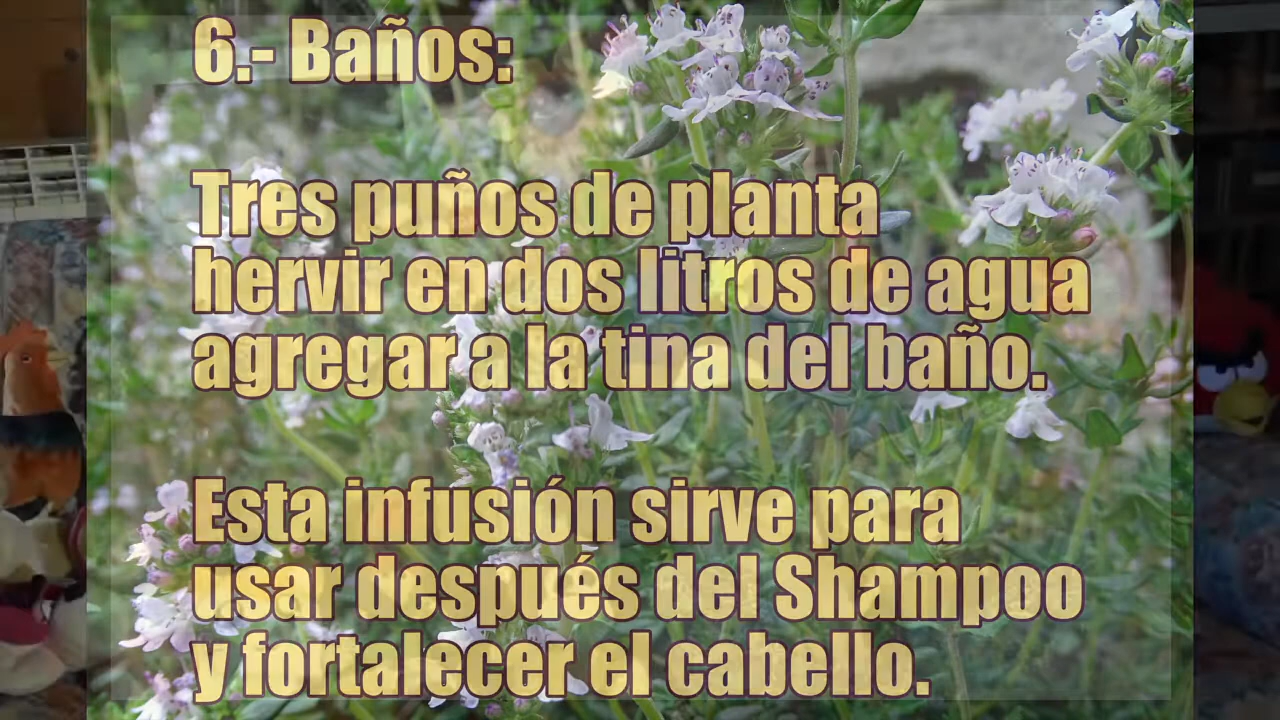 6.- Baños:
Tres puños de planta
hervir en dos litros de agua
agregar a la tina del baño.
Esta infusión sirve para
usar después del Shampoo
y fortalecer el cabello.